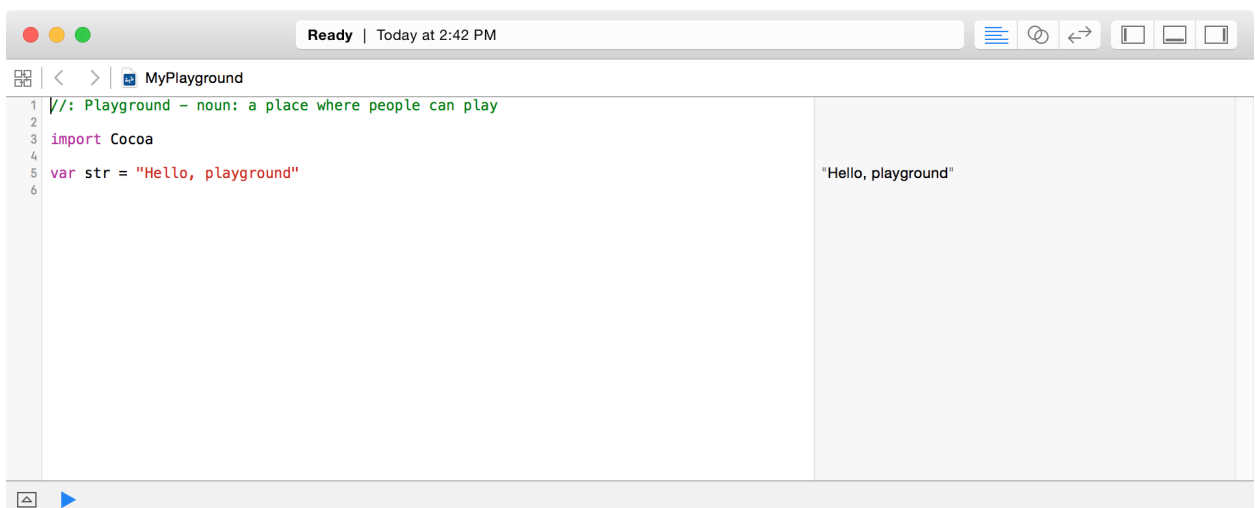 Ready | Today at 2:42 PM
MyPlayground
1 //: Playground – noun: a place where people can play
2
3 import Cocoa
4
5 var str = "Hello, playground" "Hello, playground"
6